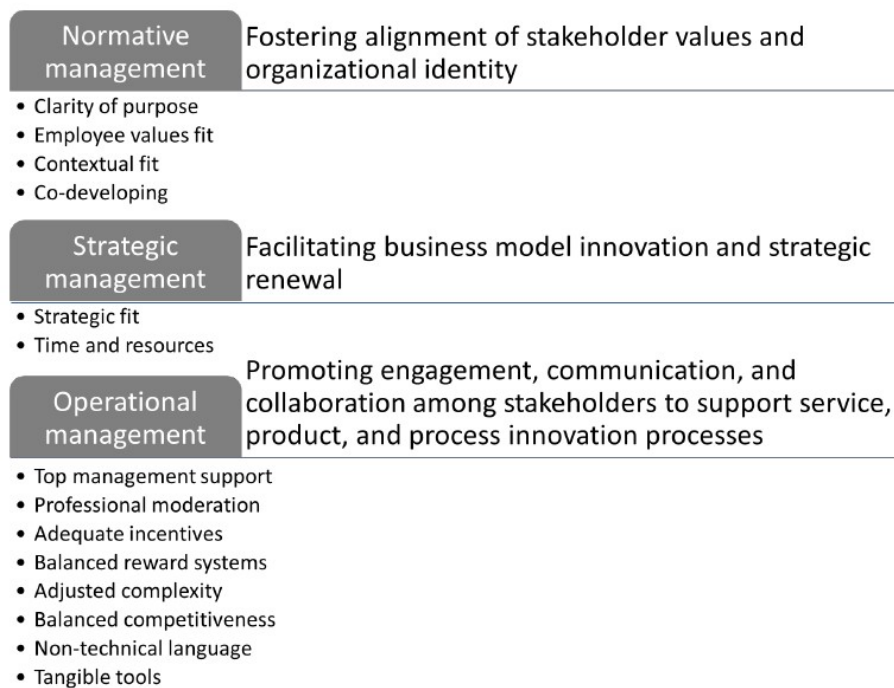 Normative
management
Fostering alignment of stakeholder values and
organizational identity
• Clarity of purpose
• Employee values fit
• Contextual fit
• Co-developing
Strategic
management
Facilitating business model innovation and strategic
renewal
• Strategic fit
• Time and resources
Operational
management
Promoting engagement, communication, and
collaboration among stakeholders to support service,
product, and process innovation processes
• Top management support
• Professional moderation
• Adequate incentives
• Balanced reward systems
• Adjusted complexity
• Balanced competitiveness
• Non-technical language
• Tangible tools